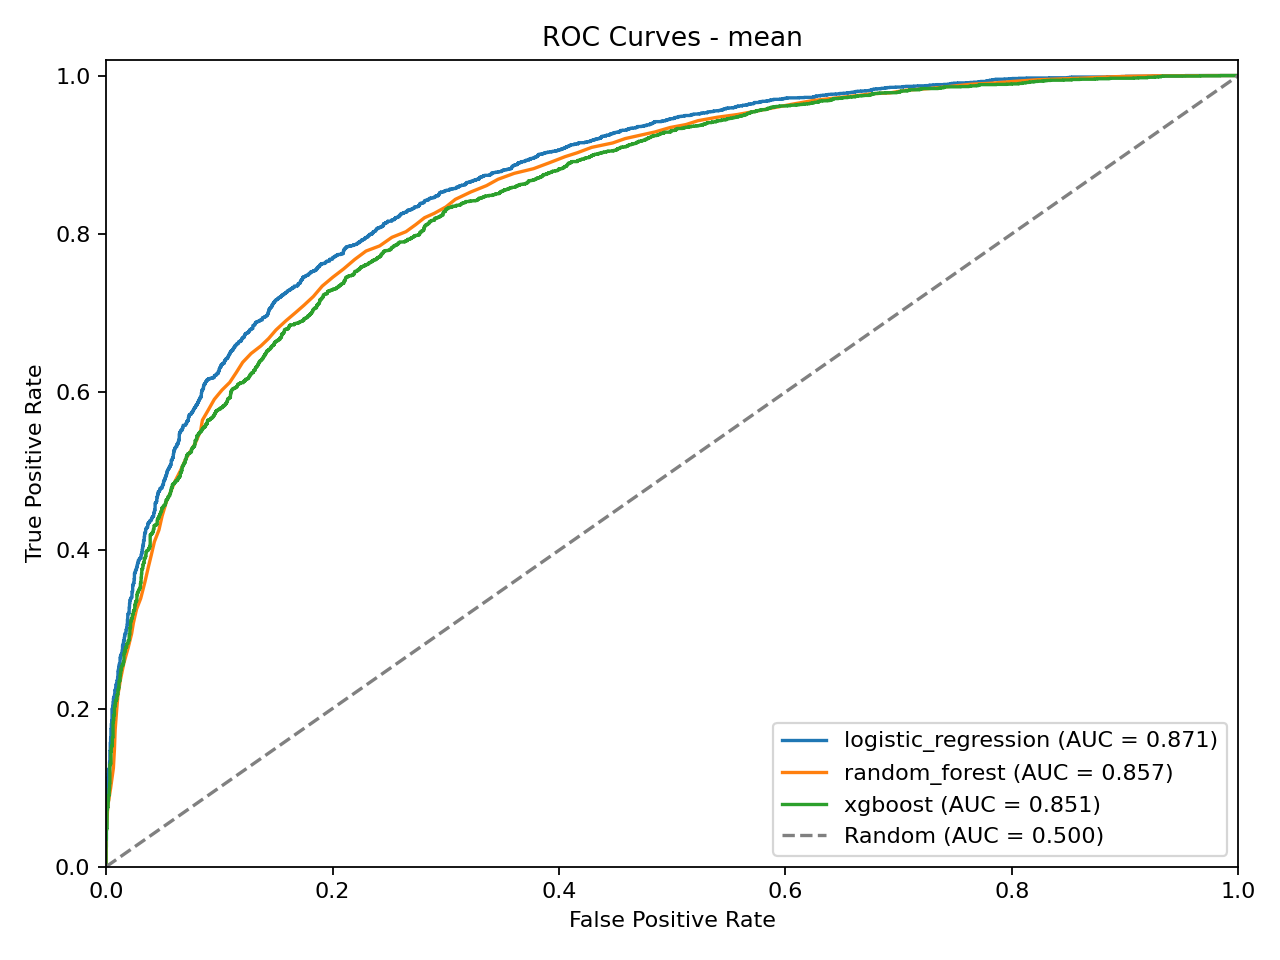 ROC Curves - mean
1.0
0.8
0.6
0.4
0.2
0.0
True Positive Rate
0.0 0.2 0.4 0.6 0.8 1.0
False Positive Rate
logistic_regression (AUC = 0.871)
random_forest (AUC = 0.857)
xgboost (AUC = 0.851)
Random (AUC = 0.500)